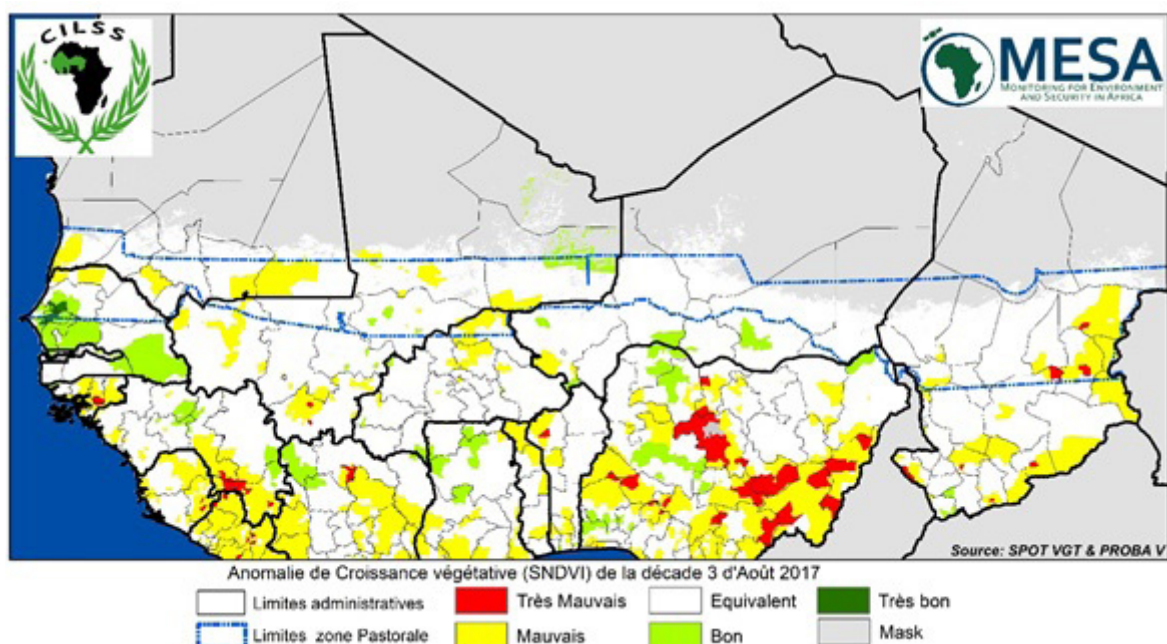 CILSS
MESA
MONITORING FOR ENVIRONMENT
AND SECURITY IN AFRICA
Source: SPOT VGT & PROBA V
Anomalie de Croissance végétative (SNDVI) de la décade 3 d'Août 2017
Limites administratives
Très Mauvais
Equivalent
Très bon
Limites zone Pastorale
Mauvais
Bon
Mask